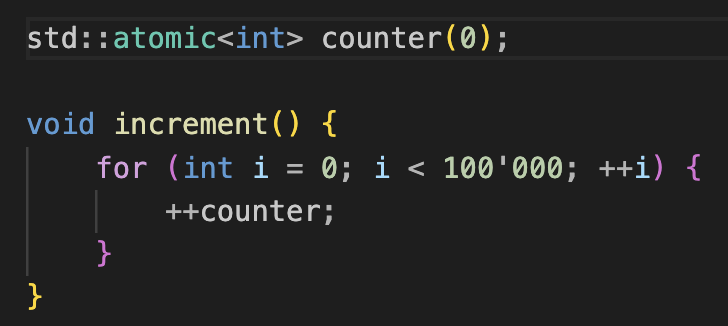 std::atomic<int> counter(0);
void increment() {
for (int i = 0; i < 100'000; ++i) {
++counter;
}
}